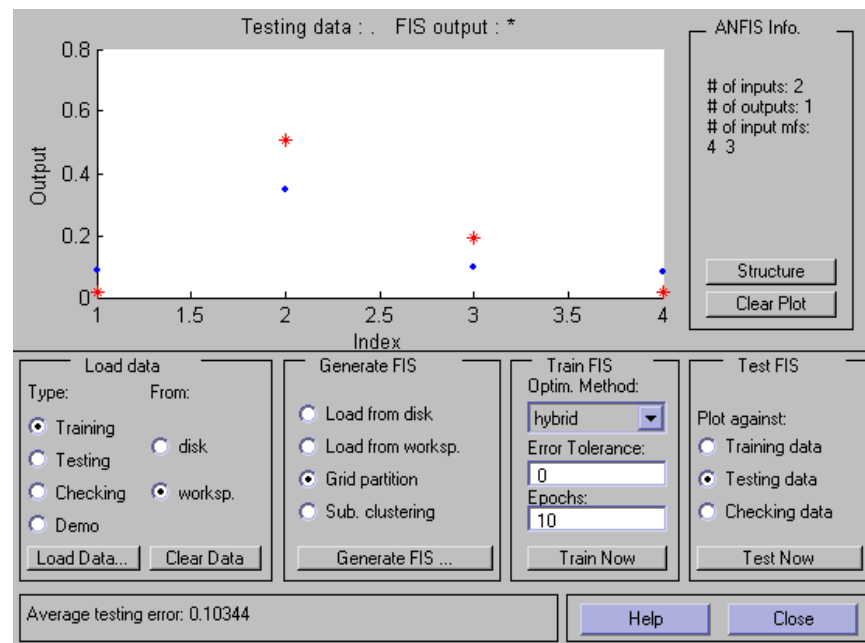 Testing data : .   FIS output : *
0.8
0.6
0.4
0.2
0
Output
1
1.5
2
2.5
3
3.5
4
Index
ANFIS Info.
# of inputs: 2
# of outputs: 1
# of input mfs:
4 3
Structure
Clear Plot
Load data
Type:
From:
Training
Testing
Checking
Demo
disk
worksp.
Load Data...
Clear Data
Generate FIS
Load from disk
Load from worksp.
Grid partition
Sub. clustering
Generate FIS ...
Train FIS
Optim. Method:
hybrid
Error Tolerance:
0
Epochs:
10
Train Now
Test FIS
Plot against:
Training data
Testing data
Checking data
Test Now
Average testing error: 0.10344
Help
Close